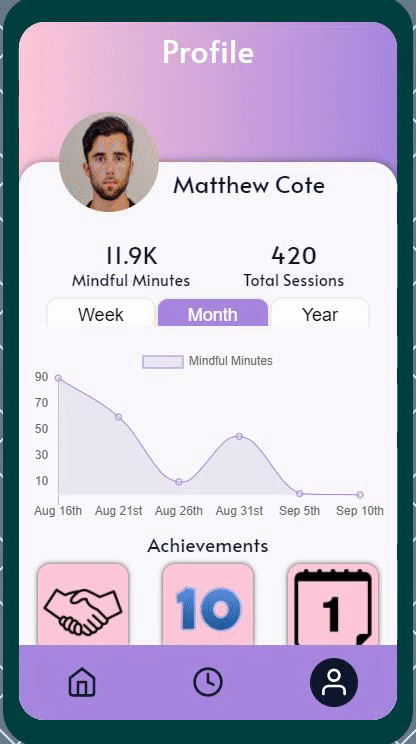 Profile
Matthew Cote
11.9K 420
Mindful Minutes Total Sessions
Week Month Year
Mindful Minutes
90
70
50
30
10
Aug 16th Aug 21st Aug 26th Aug 31st Sep 5th Sep 10th
Achievements
10 1